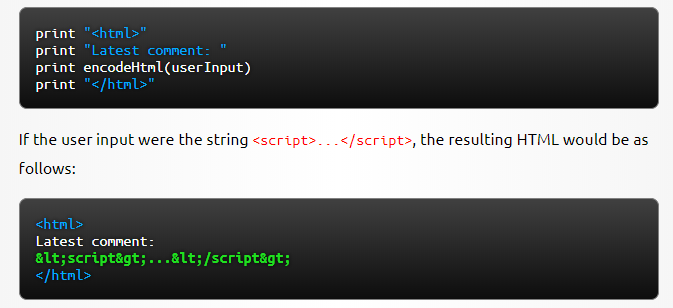 print "<html>"
print "Latest comment: "
print encodeHtml(userInput)
print "</html>"
If the user input were the string <script>...</script>, the resulting HTML would be as
follows:
<html>
Latest comment:
&lt;script&gt;...&lt;/script&gt;
</html>